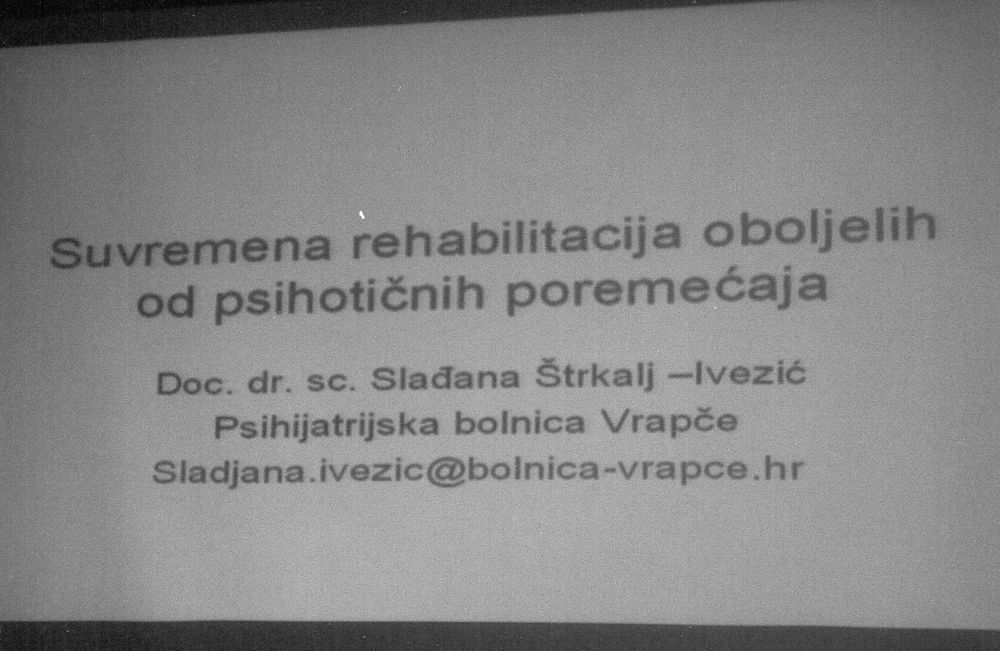 Suvremena rehabilitacija oboljelih
od psihotičnih poremećaja
Doc. dr. sc. Slađana Štrkalj –Ivezić
Psihijatrijska bolnica Vrapče
Sladjana.ivezic@bolnica-vrapce.hr